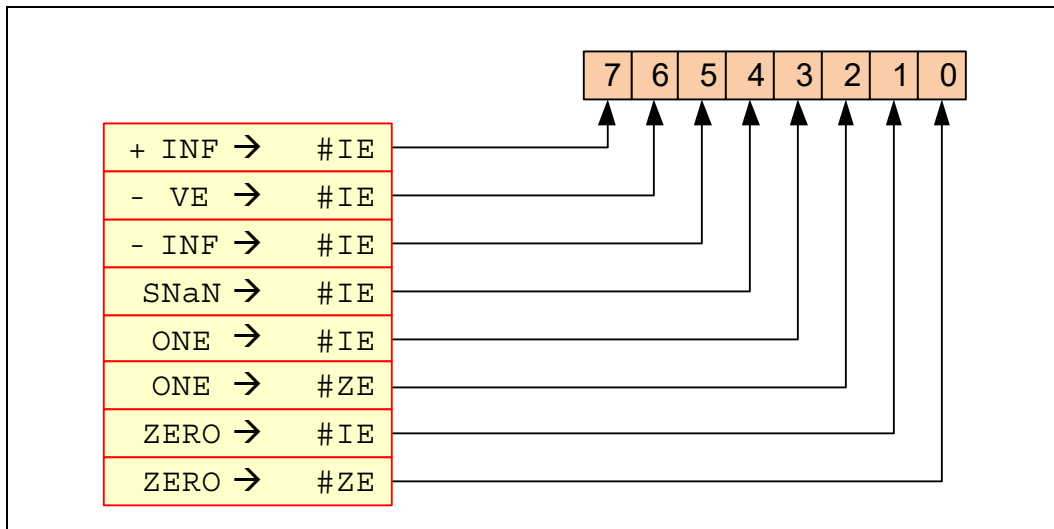 7 6 5 4 3 2 1 0
+ INF → #IE
- VE → #IE
- INF → #IE
SNaN → #IE
ONE → #IE
ONE → #ZE
ZERO → #IE
ZERO → #ZE